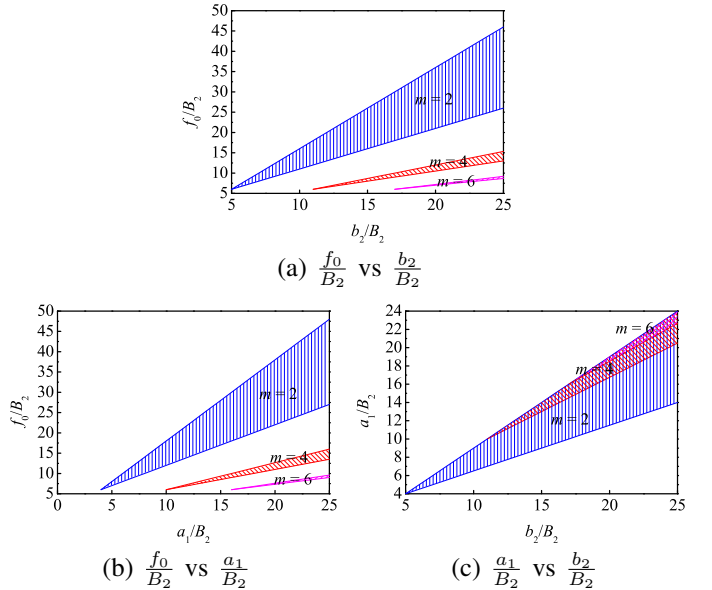 50
45
40
35
30
25
20
15
10
5
f0/B2
m = 2
m = 4
m = 6
5 10 15 20 25
b2/B2
(a) f0/B2 vs b2/B2
50
45
40
35
30
25
20
15
10
5
f0/B2
m = 2
m = 4
m = 6
0 5 10 15 20 25
a1/B2
(b) f0/B2 vs a1/B2
24
22
20
18
16
14
12
10
8
6
4
a1/B2
m = 6
m = 4
m = 2
5 10 15 20 25
b2/B2
(c) a1/B2 vs b2/B2